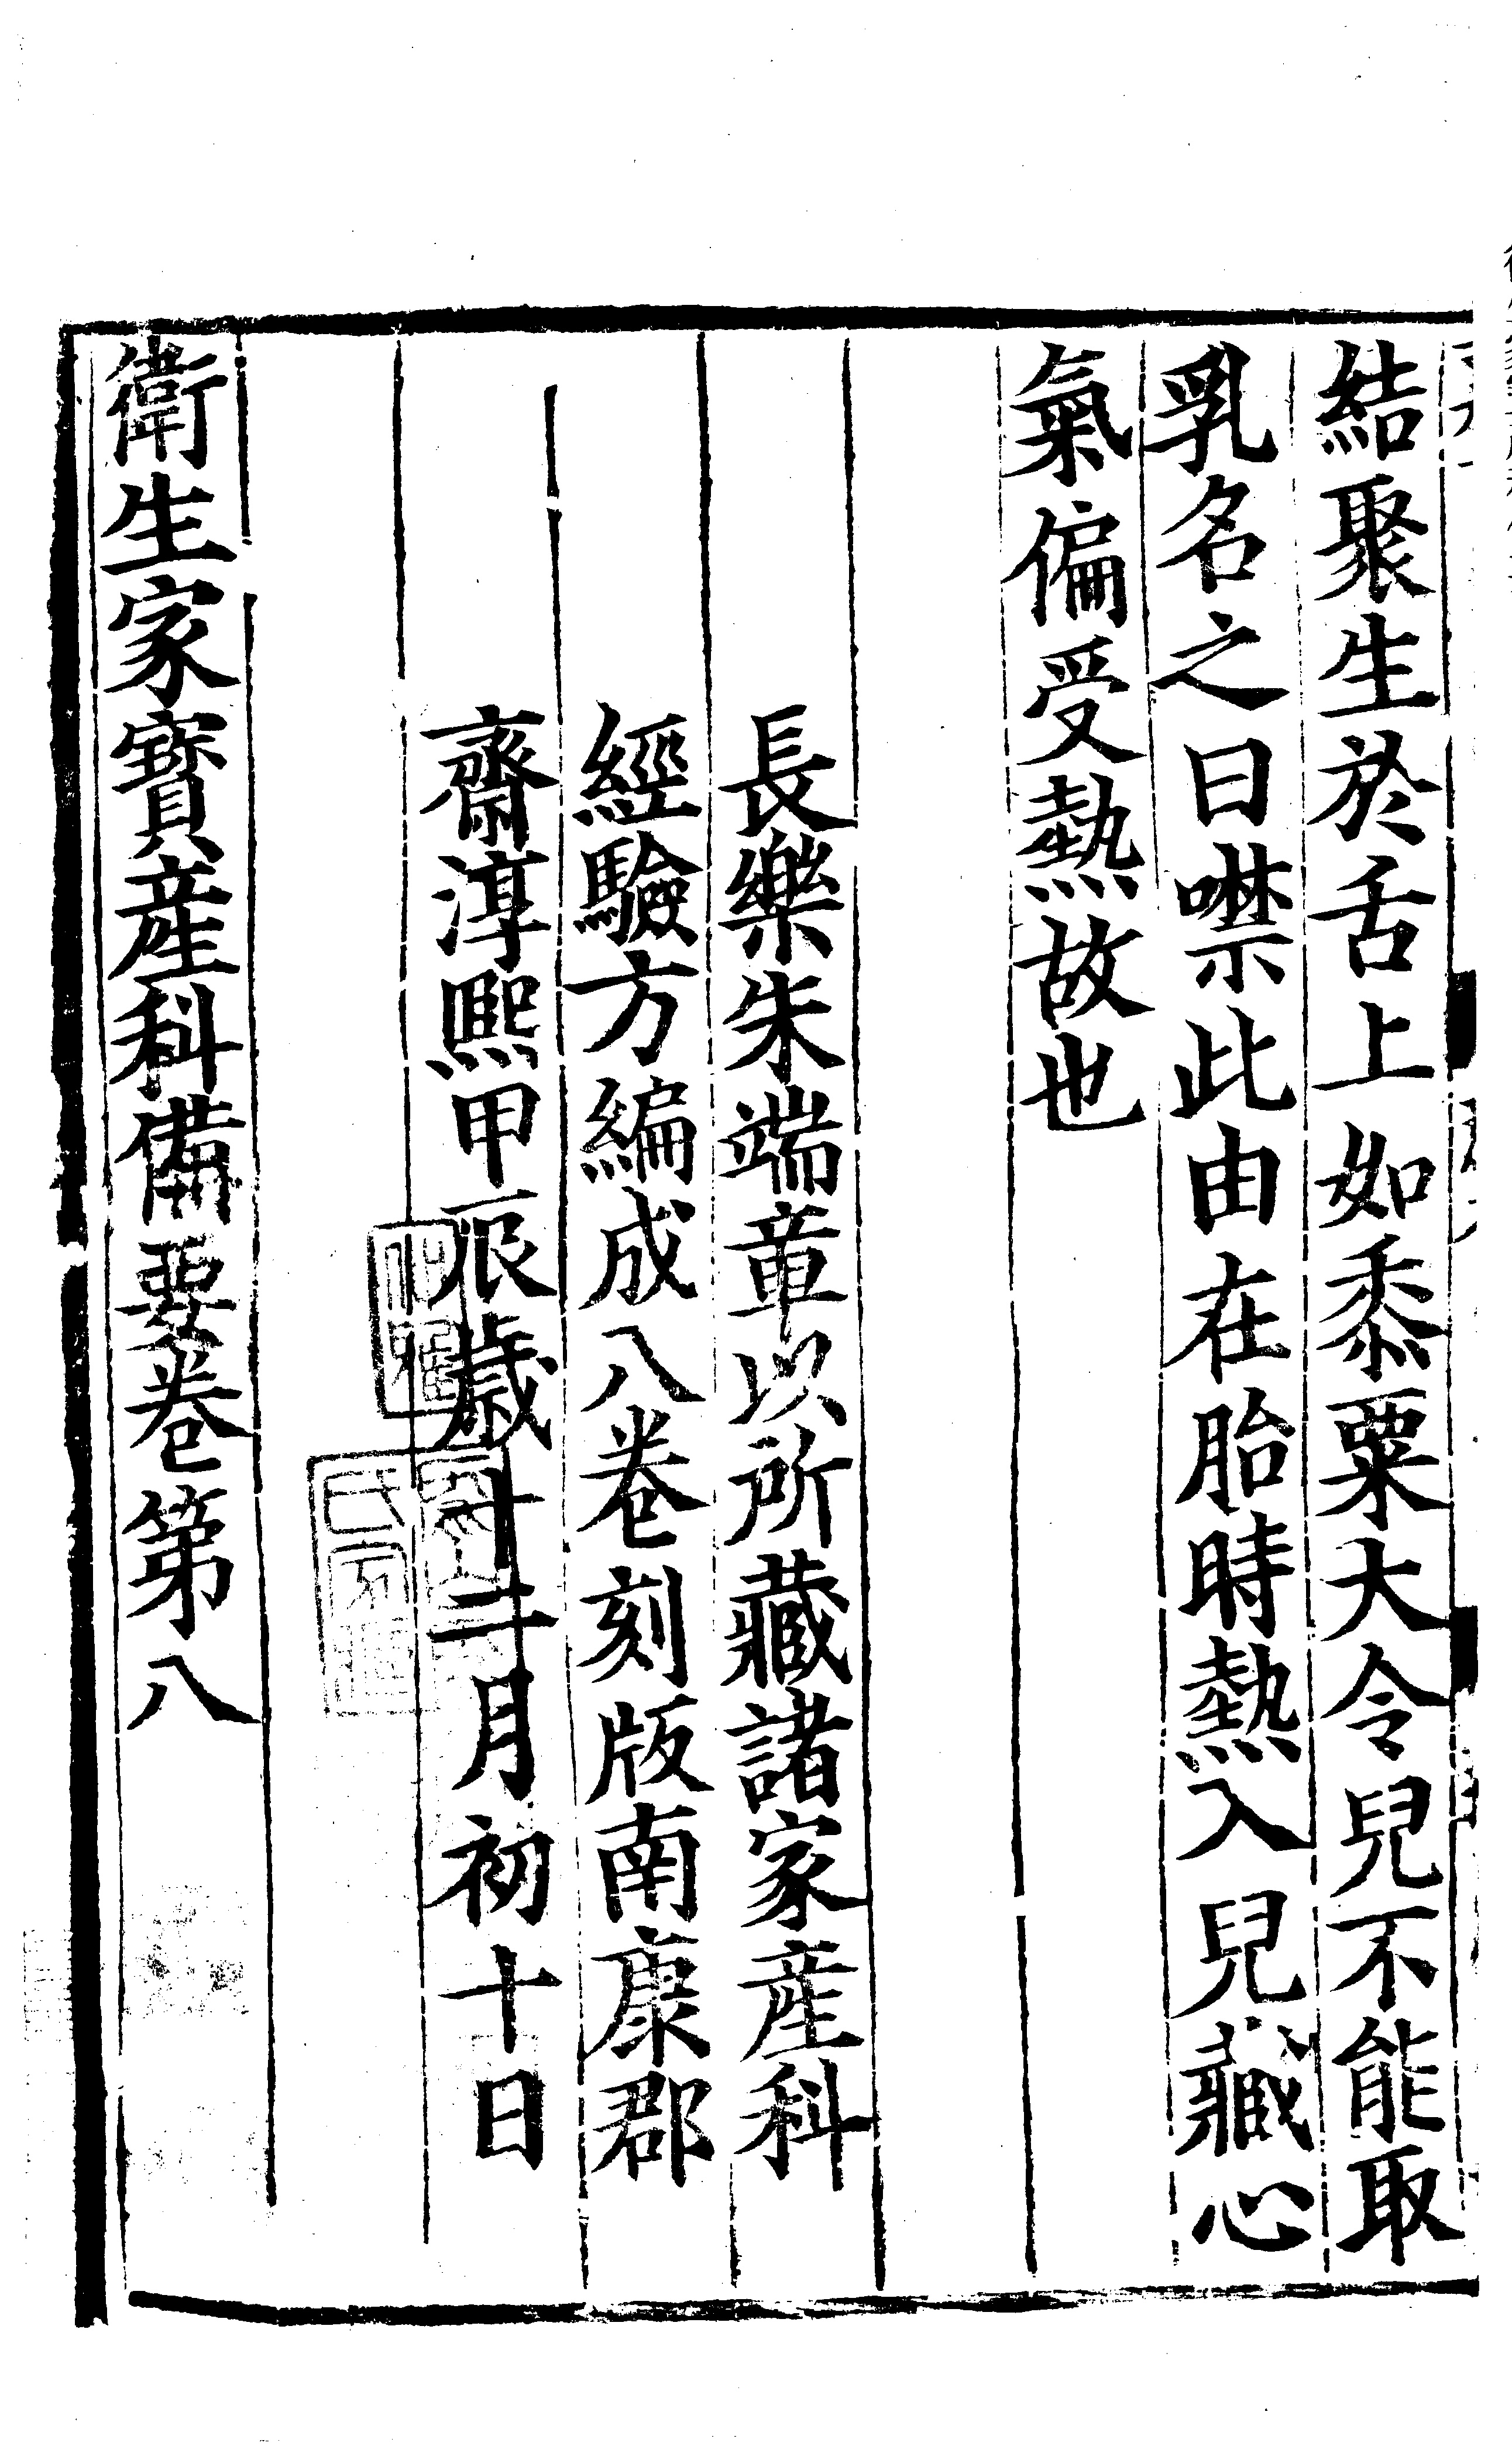 結聚生於舌上如黍粟大令兒不能取
乳名之曰噤此由在胎時熱入兒藏心
氣偏受熱故也
長樂朱端章以所藏諸家產科
經驗方編成八卷刻版南康郡
齋淳熙甲辰歲十二月初十日
衛生家寶產科備要卷第八